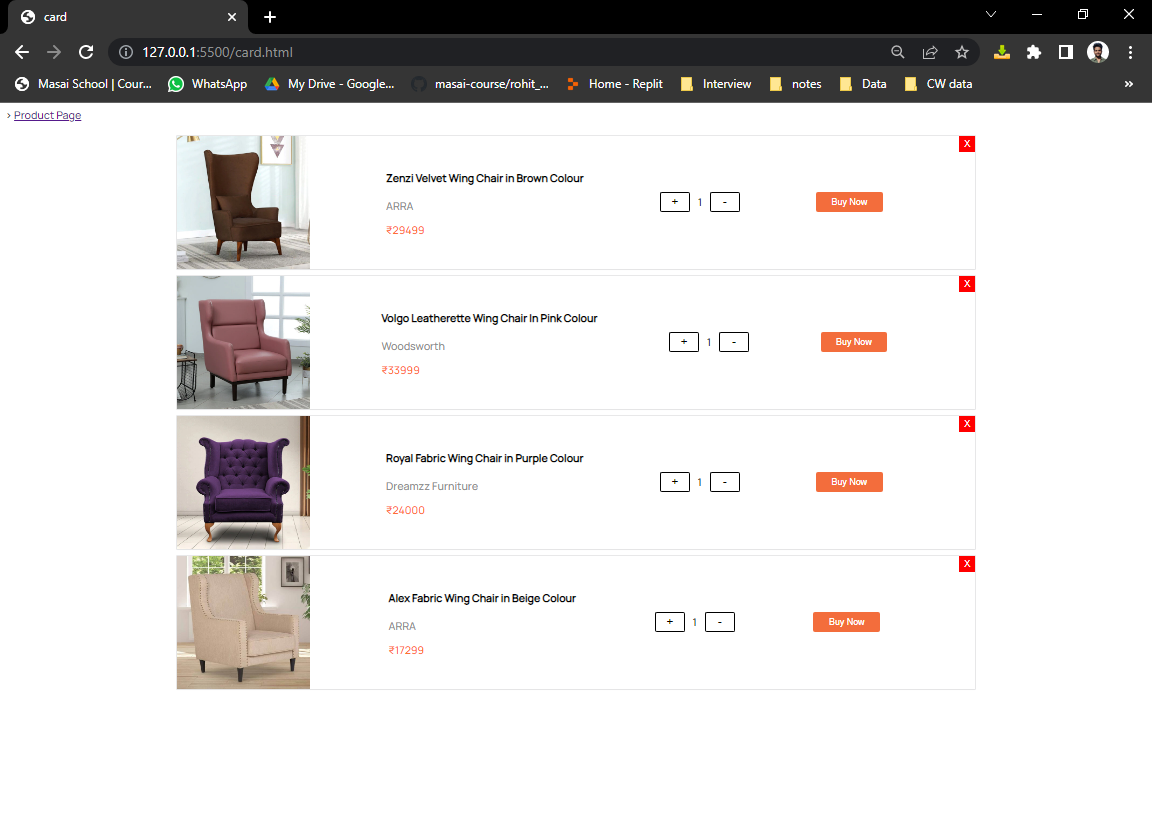 card
127.0.0.1:5500/card.html
Masai School | Cour... WhatsApp My Drive - Google... masai-course/rohit_... Home - Replit Interview notes Data CW data »
› Product Page
X
Zenzi Velvet Wing Chair in Brown Colour
ARRA
₹29499
+ 1 -
Buy Now
X
Volgo Leatherette Wing Chair In Pink Colour
Woodsworth
₹33999
+ 1 -
Buy Now
X
Royal Fabric Wing Chair in Purple Colour
Dreamzz Furniture
₹24000
+ 1 -
Buy Now
X
Alex Fabric Wing Chair in Beige Colour
ARRA
₹17299
+ 1 -
Buy Now